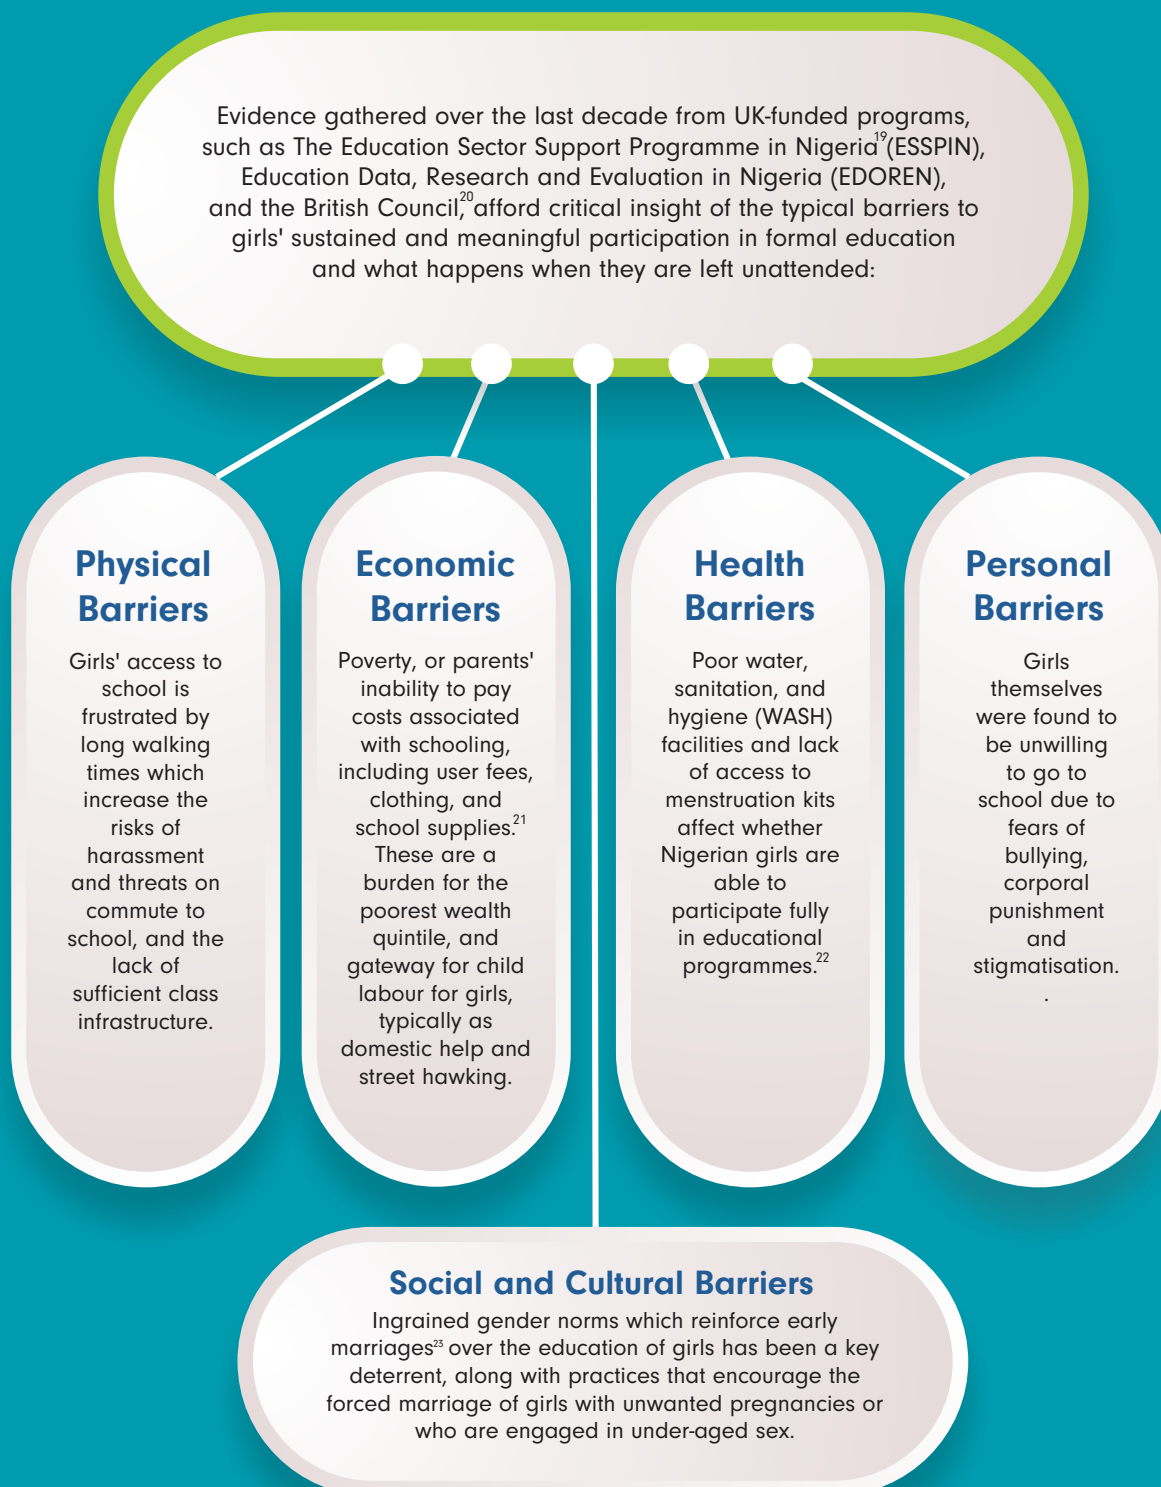 Evidence gathered over the last decade from UK-funded programs,
such as The Education Sector Support Programme in Nigeria19 (ESSPIN),
Education Data, Research and Evaluation in Nigeria (EDOREN),
and the British Council,20 afford critical insight of the typical barriers to
girls' sustained and meaningful participation in formal education
and what happens when they are left unattended:
Physical
Barriers
Girls' access to
school is
frustrated by
long walking
times which
increase the
risks of
harassment
and threats on
commute to
school, and the
lack of
sufficient class
infrastructure.
Economic
Barriers
Poverty, or parents'
inability to pay
costs associated
with schooling,
including user fees,
clothing, and
school supplies.21
These are a
burden for the
poorest wealth
quintile, and
gateway for child
labour for girls,
typically as
domestic help and
street hawking.
Health
Barriers
Poor water,
sanitation, and
hygiene (WASH)
facilities and lack
of access to
menstruation kits
affect whether
Nigerian girls are
able to
participate fully
in educational
programmes.22
Personal
Barriers
Girls
themselves
were found to
be unwilling
to go to
school due to
fears of
bullying,
corporal
punishment
and
stigmatisation.
.
Social and Cultural Barriers
Ingrained gender norms which reinforce early
marriages23 over the education of girls has been a key
deterrent, along with practices that encourage the
forced marriage of girls with unwanted pregnancies or
who are engaged in under-aged sex.